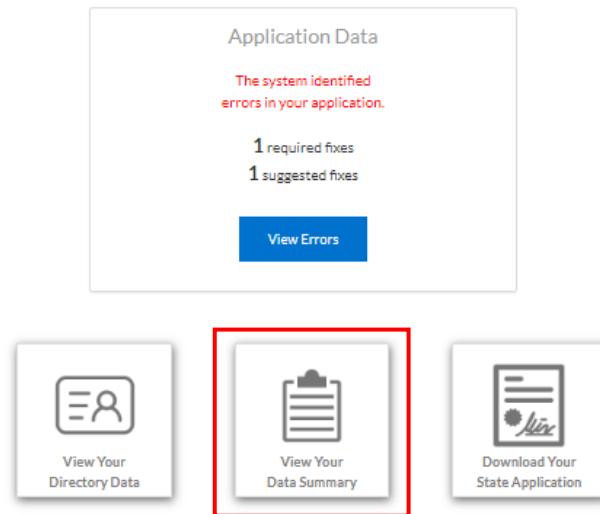 Application Data
The system identified
errors in your application.
1 required fixes
1 suggested fixes
View Errors
View Your
Directory Data
View Your
Data Summary
Download Your
State Application